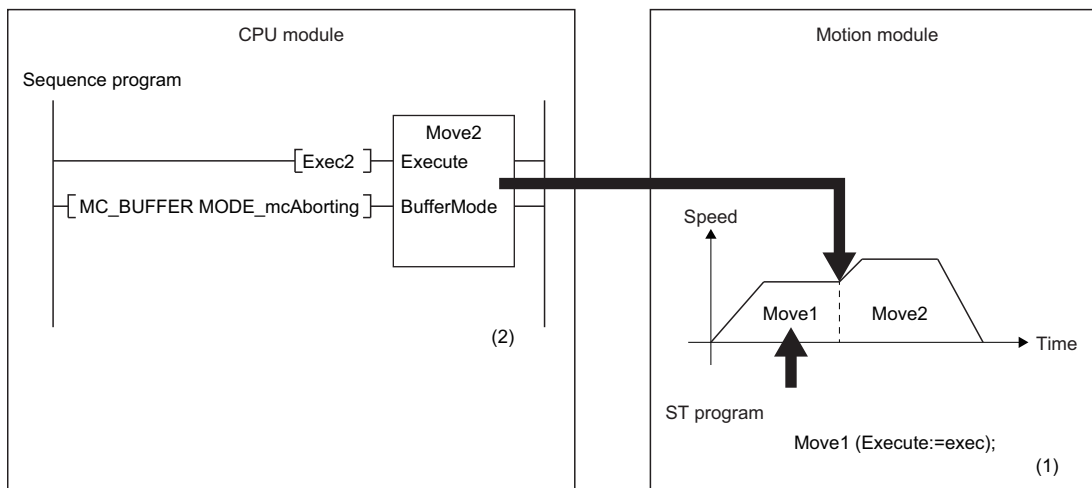 CPU module
Sequence program
Move2
Exec2
Execute
MC_BUFFER MODE_mcAborting
BufferMode
(2)
Motion module
Speed
Move1
Move2
Time
ST program
Move1 (Execute:=exec);
(1)